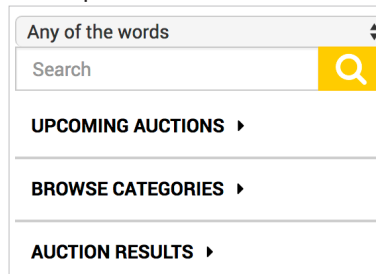 Any of the words
Search
UPCOMING AUCTIONS
BROWSE CATEGORIES
AUCTION RESULTS